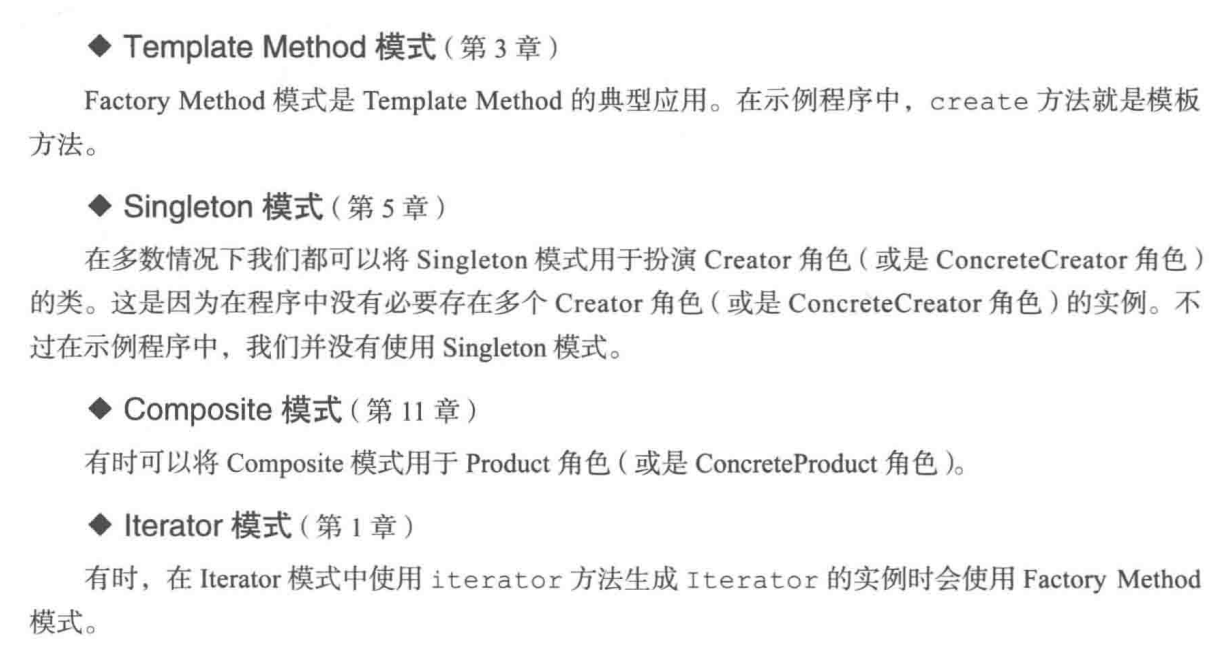 ◆ Template Method 模式（第 3 章）
Factory Method 模式是 Template Method 的典型应用。在示例程序中，create 方法就是模板
方法。
◆ Singleton 模式（第 5 章）
在多数情况下我们都可以将 Singleton 模式用于扮演 Creator 角色（或是 ConcreteCreator 角色）
的类。这是因为在程序中没有必要存在多个 Creator 角色（或是 ConcreteCreator 角色）的实例。不
过在示例程序中，我们并没有使用 Singleton 模式。
◆ Composite 模式（第 11 章）
有时可以将 Composite 模式用于 Product 角色（或是 ConcreteProduct 角色）。
◆ Iterator 模式（第 1 章）
有时，在 Iterator 模式中使用 iterator 方法生成 Iterator 的实例时会使用 Factory Method
模式。